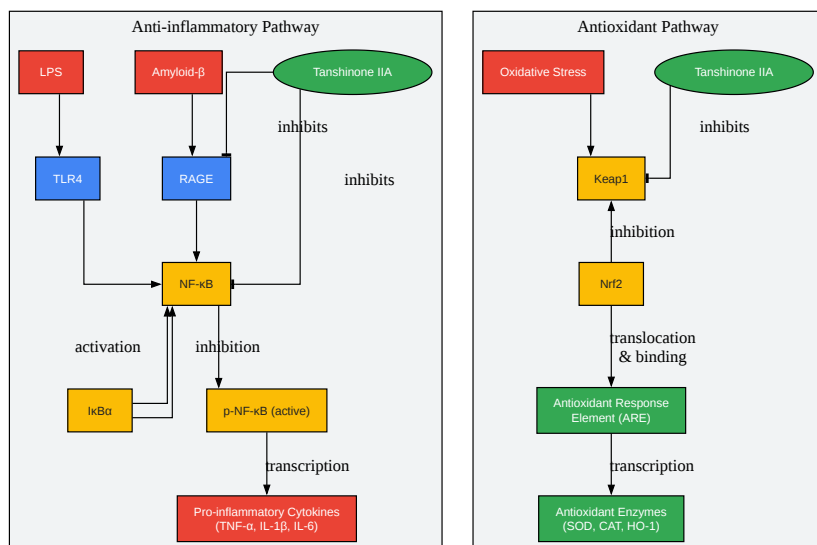 Anti-inflammatory Pathway
LPS
Amyloid-β
Tanshinone IIA
inhibits
TLR4
RAGE
inhibits
NF-κB
activation
inhibition
IκBα
p-NF-κB (active)
transcription
Pro-inflammatory Cytokines
(TNF-α, IL-1β, IL-6)
Antioxidant Pathway
Oxidative Stress
Tanshinone IIA
inhibits
Keap1
inhibition
Nrf2
translocation
& binding
Antioxidant Response
Element (ARE)
transcription
Antioxidant Enzymes
(SOD, CAT, HO-1)